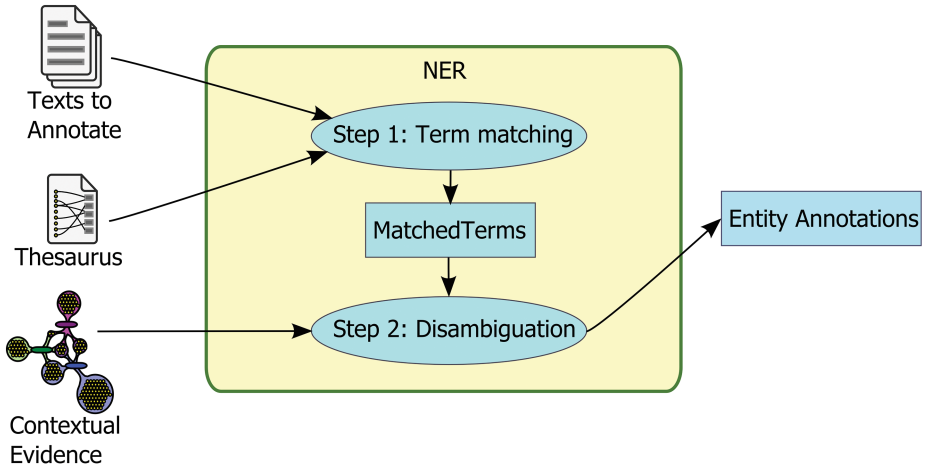 Texts to
Annotate
NER
Step 1: Term matching
Thesaurus
MatchedTerms
Entity Annotations
Step 2: Disambiguation
Contextual
Evidence